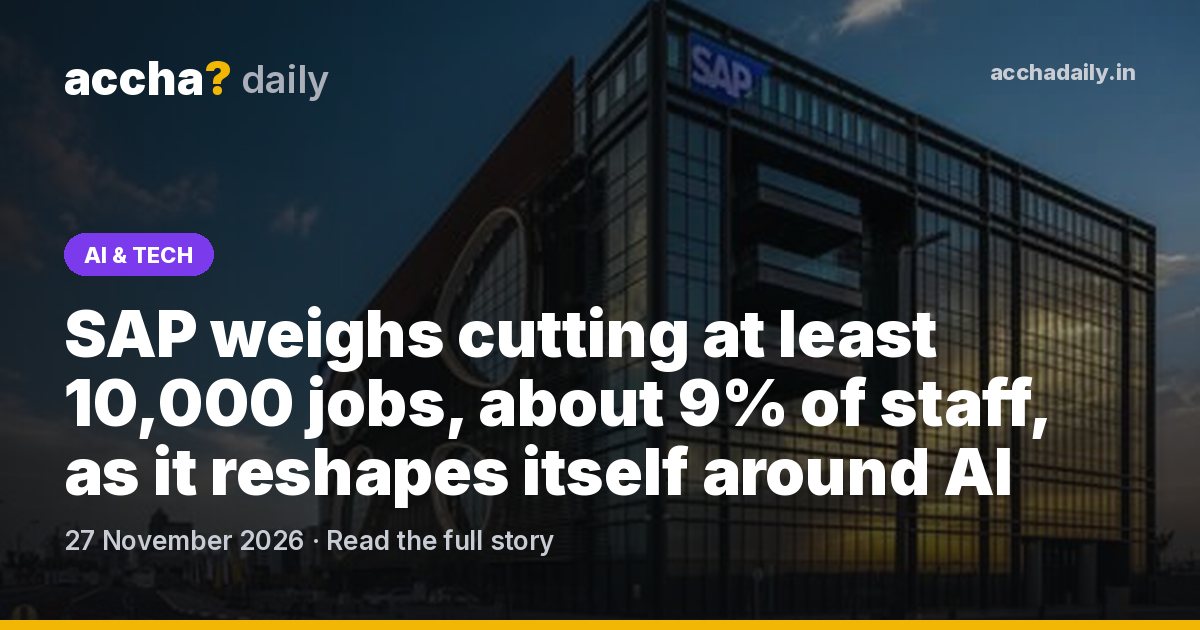 accha? daily
acchadaily.in
SAP
AI & TECH
SAP weighs cutting at least
10,000 jobs, about 9% of staff,
as it reshapes itself around AI
27 November 2026 · Read the full story